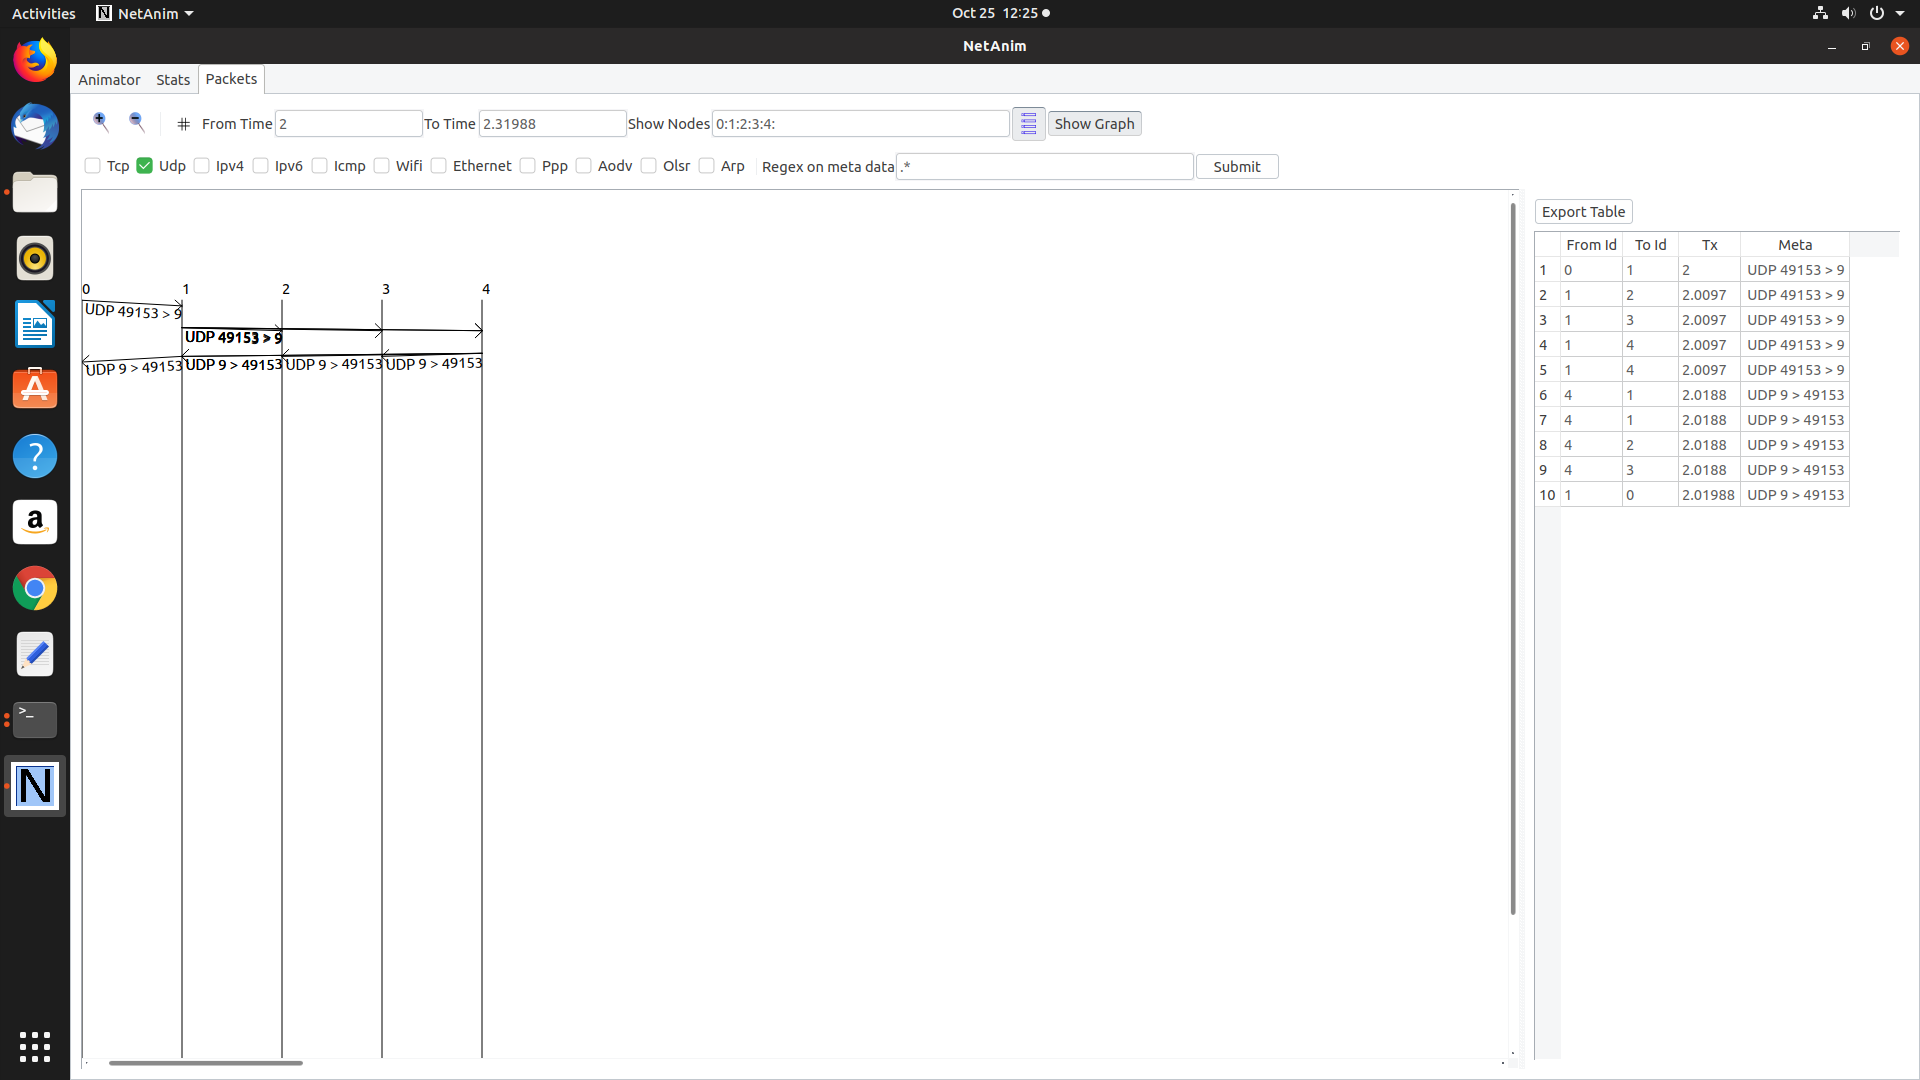 Activities NetAnim Oct 25 12:25
NetAnim
Animator Stats Packets
# From Time 2 To Time 2.31988 Show Nodes 0:1:2:3:4: Show Graph
Tcp Udp Ipv4 Ipv6 Icmp Wifi Ethernet Ppp Aodv Olsr Arp Regex on meta data .* Submit
0 1 2 3 4
UDP 49153 > 9
UDP 49153 > 9
UDP 9 > 49153 UDP 9 > 49153 UDP 9 > 49153 UDP 9 > 49153
Export Table
From Id To Id Tx Meta
1 0 1 2 UDP 49153 > 9
2 1 2 2.0097 UDP 49153 > 9
3 1 3 2.0097 UDP 49153 > 9
4 1 4 2.0097 UDP 49153 > 9
5 1 4 2.0097 UDP 49153 > 9
6 4 1 2.0188 UDP 9 > 49153
7 4 1 2.0188 UDP 9 > 49153
8 4 2 2.0188 UDP 9 > 49153
9 4 3 2.0188 UDP 9 > 49153
10 1 0 2.01988 UDP 9 > 49153